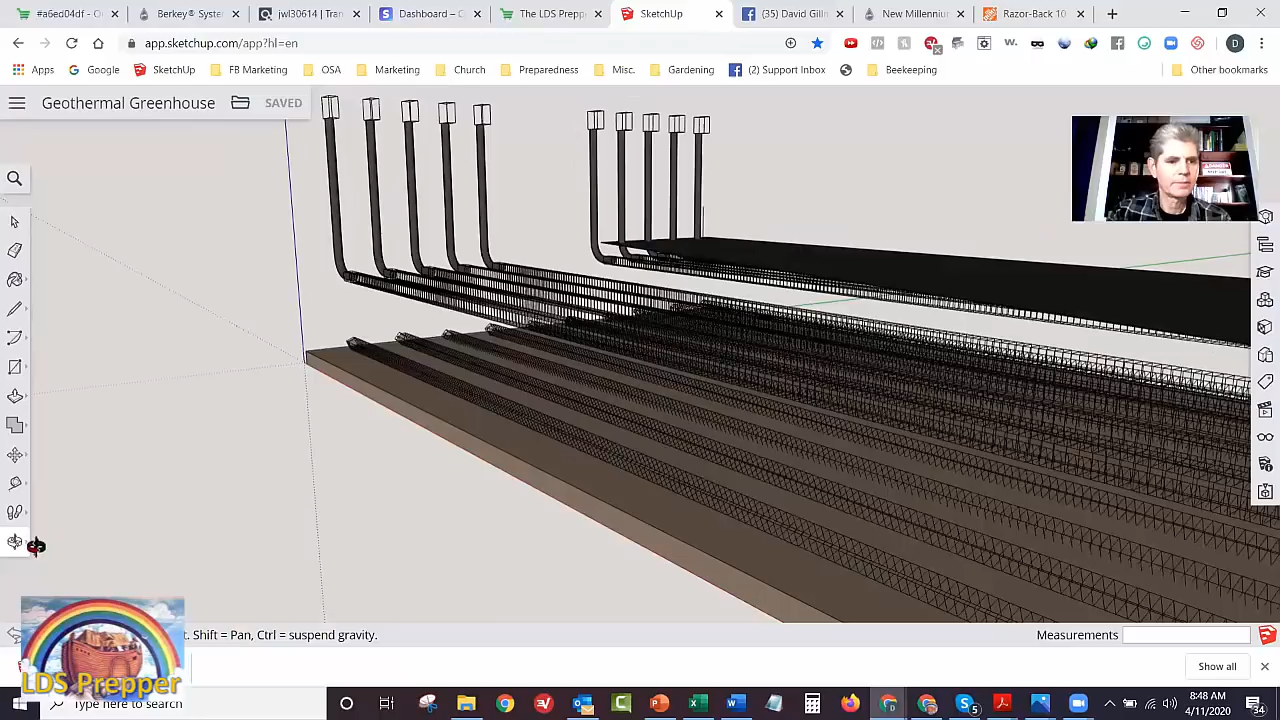 #a6ed04df - O
Berkey® System
jwl30614 | Tran
Dashboard – C
The LDS Prepp
SketchUp
(35) David Gilm
New Millenniu
Razor-Back 10
app.sketchup.com/app?hl=en
Apps
Google
SketchUp
FB Marketing
OSA
Marketing
Church
Preparedness
Misc.
Gardening
(2) Support Inbox
Beekeeping
Other bookmarks
Geothermal Greenhouse
SAVED
t. Shift = Pan, Ctrl = suspend gravity.
Measurements
LDS Prepper
Show all
Type here to search
8:48 AM
4/11/2020